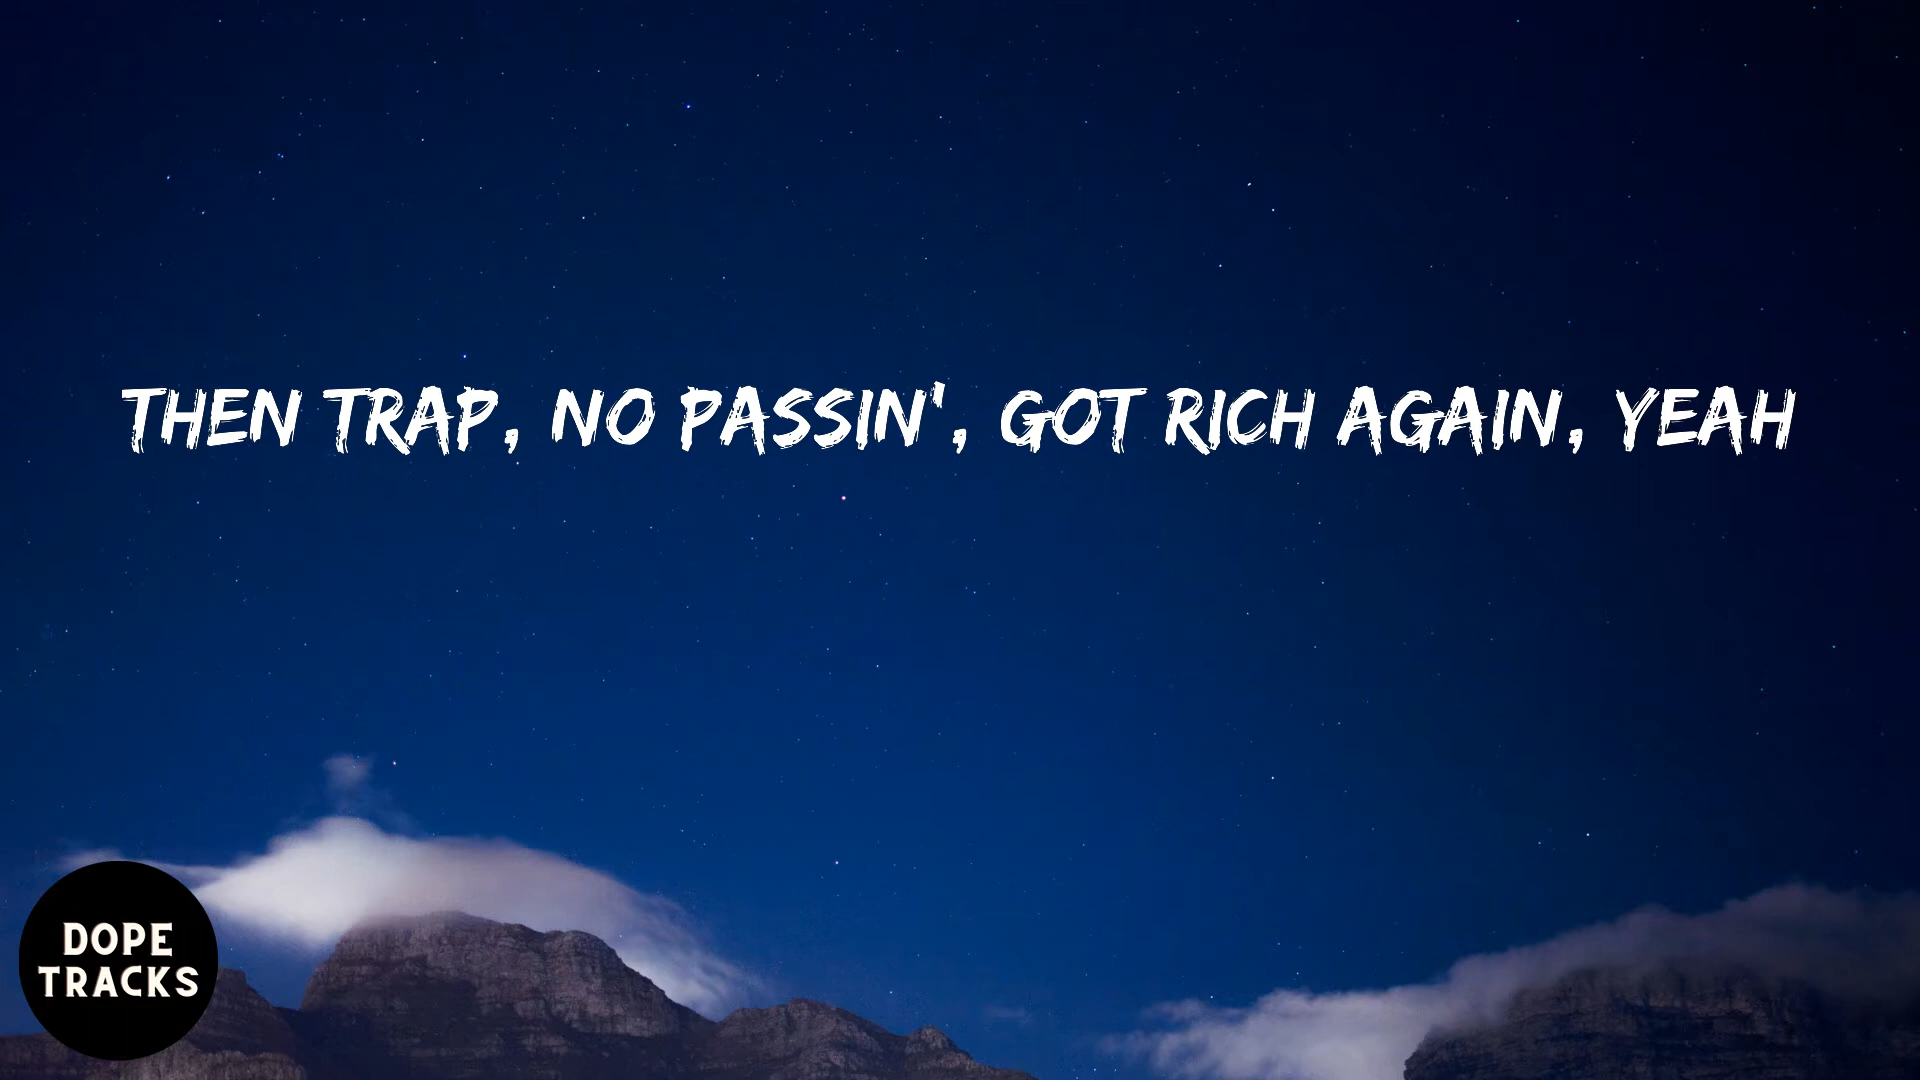 THEN TRAP, NO PASSIN', GOT RICH AGAIN, YEAH
DOPE
TRACKS